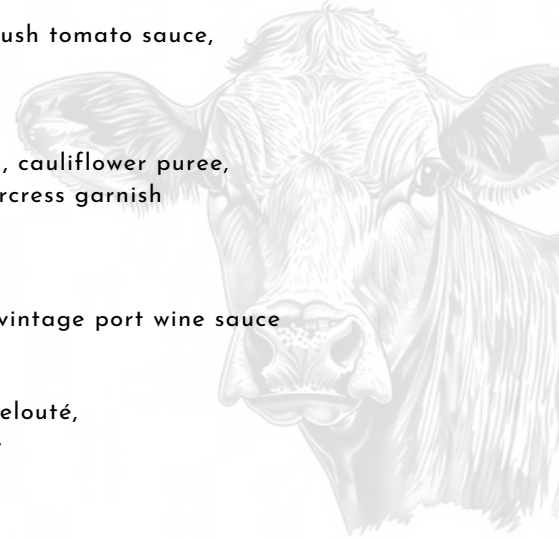 ush tomato sauce,
, cauliflower puree,
rcress garnish
vintage port wine sauce
elouté,